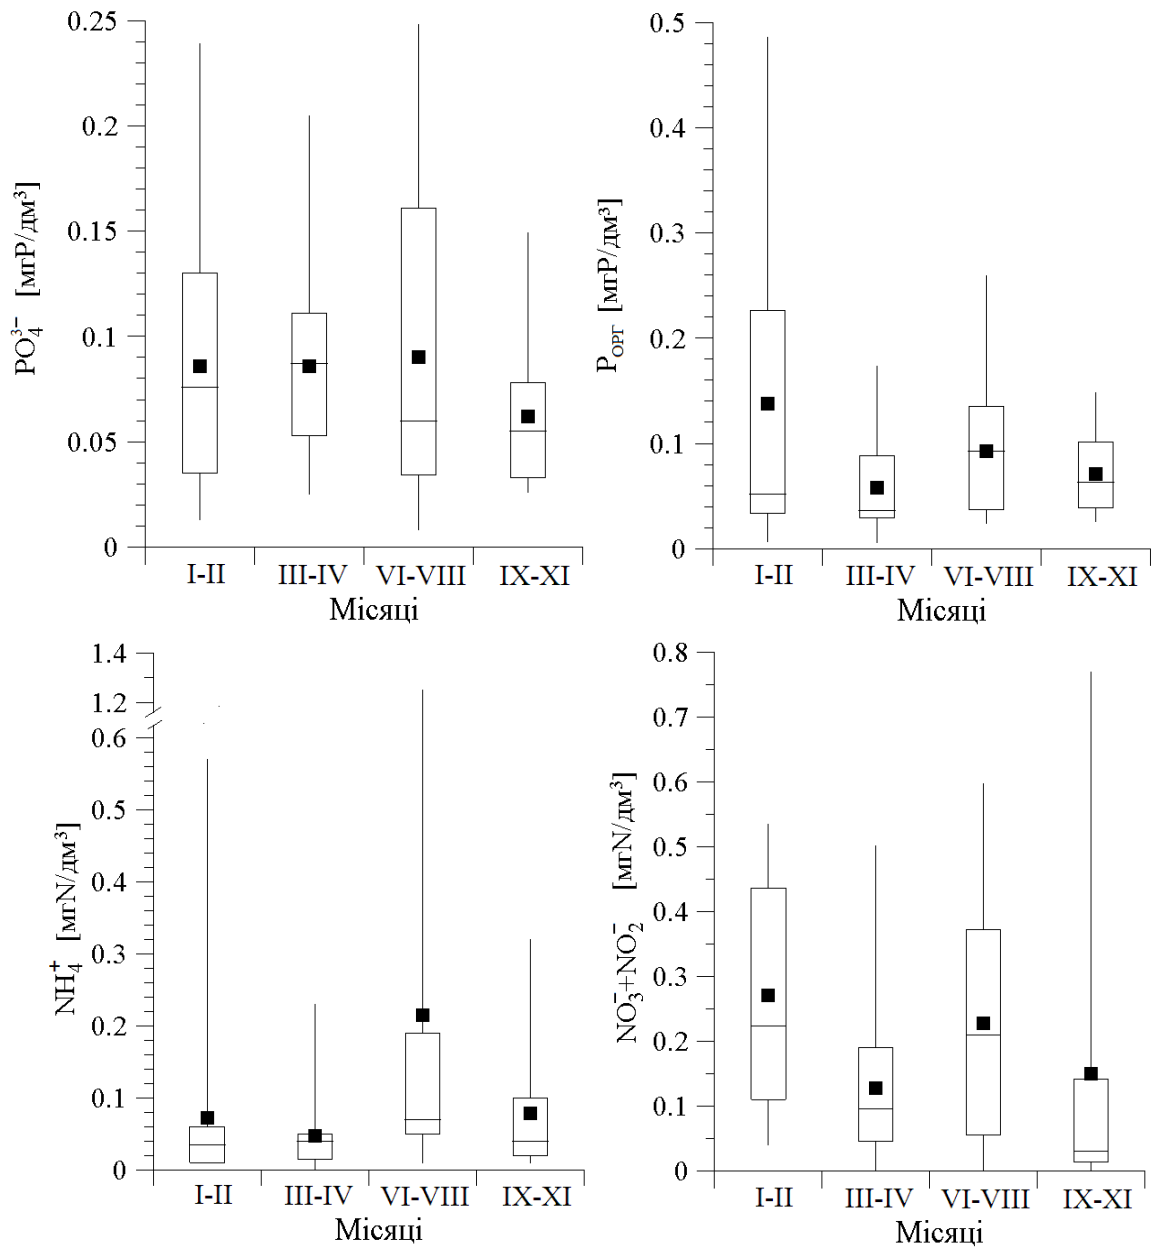 PO₄³⁻ [мгP/дм³]
0.25
0.2
0.15
0.1
0.05
0
I-II III-IV VI-VIII IX-XI
Місяці
Pₒₚᵣ [мгP/дм³]
0.5
0.4
0.3
0.2
0.1
0
I-II III-IV VI-VIII IX-XI
Місяці
NH₄⁺ [мгN/дм³]
1.4
1.2
0.6
0.5
0.4
0.3
0.2
0.1
0
I-II III-IV VI-VIII IX-XI
Місяці
NO₃⁻+NO₂⁻ [мгN/дм³]
0.8
0.7
0.6
0.5
0.4
0.3
0.2
0.1
0
I-II III-IV VI-VIII IX-XI
Місяці